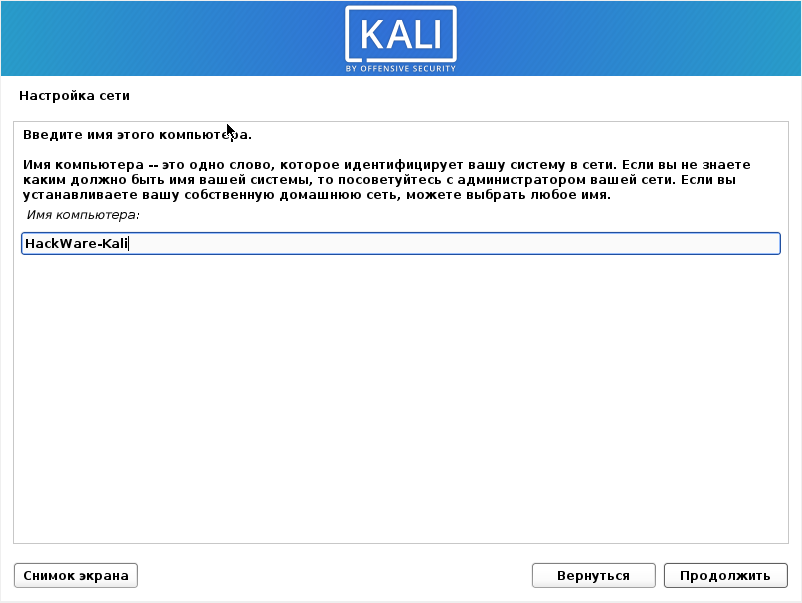 KALI
BY OFFENSIVE SECURITY
Настройка сети
Введите имя этого компьютера.
Имя компьютера -- это одно слово, которое идентифицирует вашу систему в сети. Если вы не знаете
каким должно быть имя вашей системы, то посоветуйтесь с администратором вашей сети. Если вы
устанавливаете вашу собственную домашнюю сеть, можете выбрать любое имя.
Имя компьютера:
HackWare-Kali
Снимок экрана
Вернуться
Продолжить